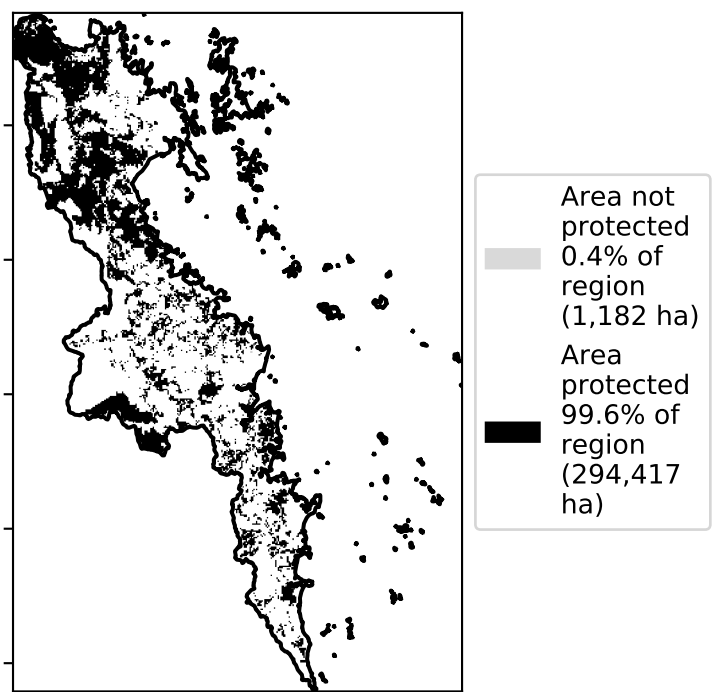 Area not
protected
0.4% of
region
(1,182 ha)
Area
protected
99.6% of
region
(294,417
ha)